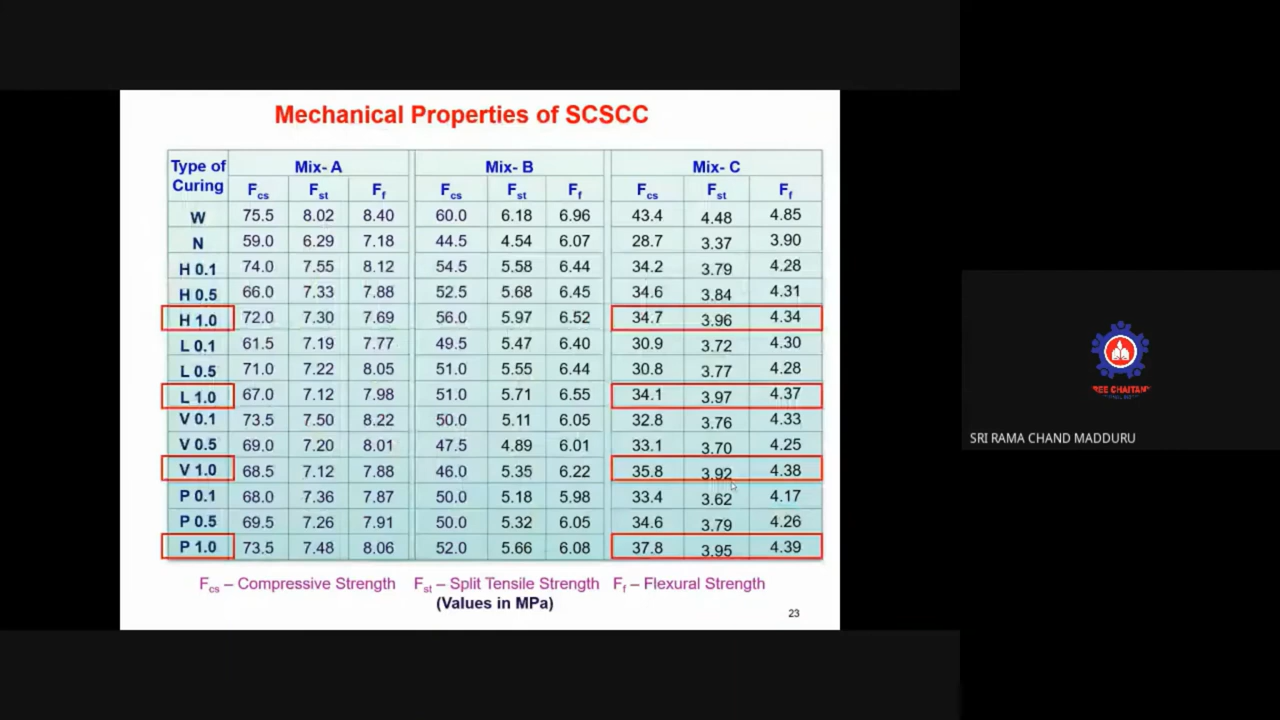 Mechanical Properties of SCSCC
Type of Curing Mix- A Mix- B Mix- C
Fcs Fst Ff Fcs Fst Ff Fcs Fst Ff
W 75.5 8.02 8.40 60.0 6.18 6.96 43.4 4.48 4.85
N 59.0 6.29 7.18 44.5 4.54 6.07 28.7 3.37 3.90
H 0.1 74.0 7.55 8.12 54.5 5.58 6.44 34.2 3.79 4.28
H 0.5 66.0 7.33 7.88 52.5 5.68 6.45 34.6 3.84 4.31
H 1.0 72.0 7.30 7.69 56.0 5.97 6.52 34.7 3.96 4.34
L 0.1 61.5 7.19 7.77 49.5 5.47 6.40 30.9 3.72 4.30
L 0.5 71.0 7.22 8.05 51.0 5.55 6.44 30.8 3.77 4.28
L 1.0 67.0 7.12 7.98 51.0 5.71 6.55 34.1 3.97 4.37
V 0.1 73.5 7.50 8.22 50.0 5.11 6.05 32.8 3.76 4.33
V 0.5 69.0 7.20 8.01 47.5 4.89 6.01 33.1 3.70 4.25
V 1.0 68.5 7.12 7.88 46.0 5.35 6.22 35.8 3.92 4.38
P 0.1 68.0 7.36 7.87 50.0 5.18 5.98 33.4 3.62 4.17
P 0.5 69.5 7.26 7.91 50.0 5.32 6.05 34.6 3.79 4.26
P 1.0 73.5 7.48 8.06 52.0 5.66 6.08 37.8 3.95 4.39
Fcs – Compressive Strength Fst – Split Tensile Strength Ff – Flexural Strength
(Values in MPa)
23
SRI RAMA CHAND MADDURU